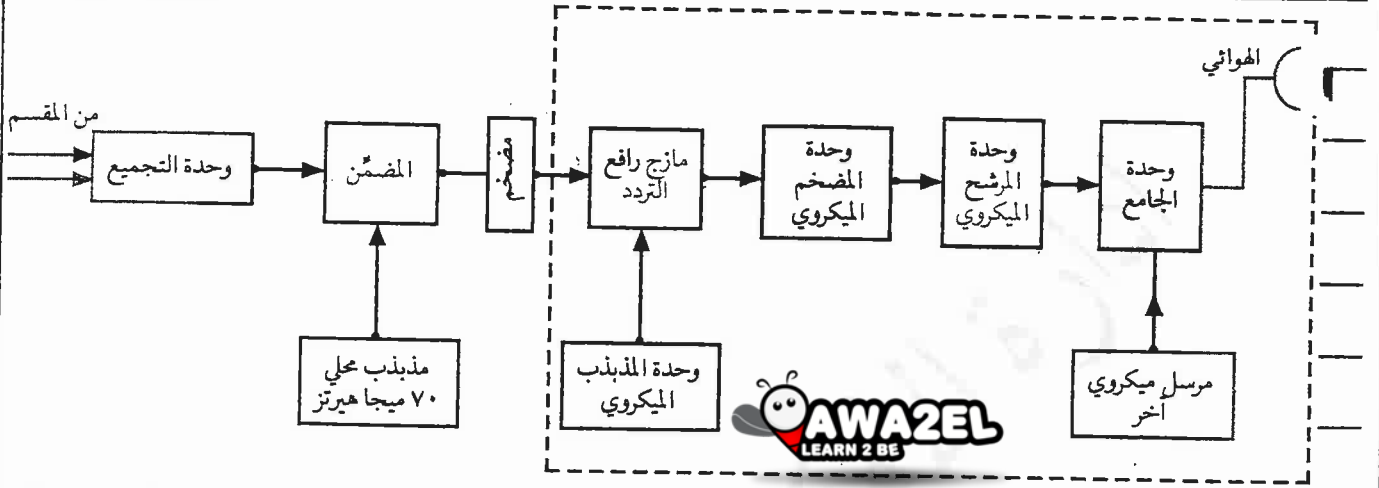 الهوائي
من المقسم
وحدة التجميع
المضمِّن
مضخم
مازج رافع
التردد
وحدة
المضخم
الميكروي
وحدة
المرشح
الميكروي
وحدة
الجامع
مذبذب محلي
٧٠ ميجا هيرتز
وحدة المذبذب
الميكروي
مرسل ميكروي
أخر
AWA2EL
LEARN 2 BE